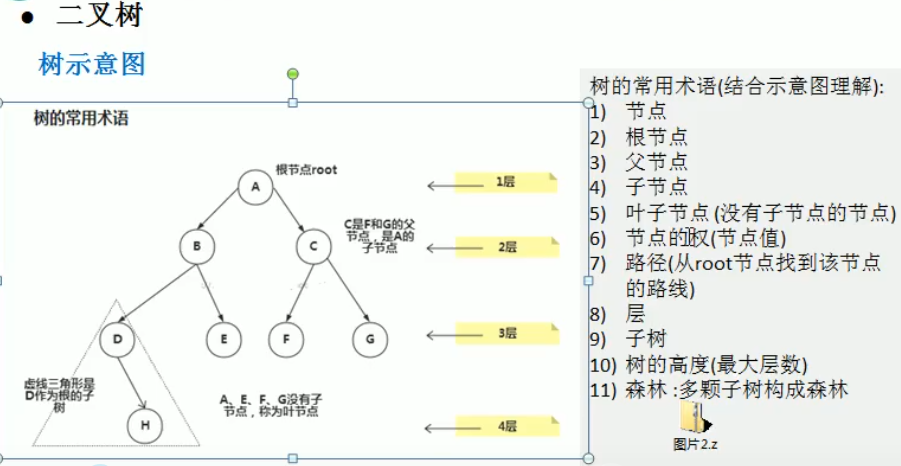 ● 二叉树
树示意图
树的常用术语
根节点root
A
1层
C是F和G的父
节点，是A的
子节点
B
C
2层
D
E
F
G
3层
虚线三角形是
D作为根的子
树
A、E、F、G没有子
节点，称为叶节点
H
4层
树的常用术语(结合示意图理解):
1) 节点
2) 根节点
3) 父节点
4) 子节点
5) 叶子节点 (没有子节点的节点)
6) 节点的权(节点值)
7) 路径(从root节点找到该节点
的路线)
8) 层
9) 子树
10) 树的高度(最大层数)
11) 森林 :多颗子树构成森林
图片2.z